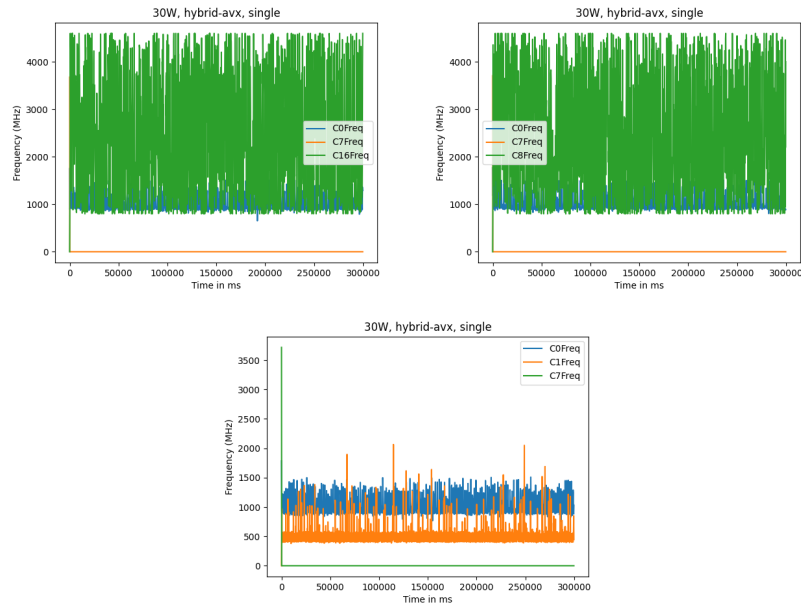 30W, hybrid-avx, single
4000
3000
2000
1000
0
Frequency (MHz)
C0Freq
C7Freq
C16Freq
0 50000 100000 150000 200000 250000 300000
Time in ms
30W, hybrid-avx, single
4000
3000
2000
1000
0
Frequency (MHz)
C0Freq
C7Freq
C8Freq
0 50000 100000 150000 200000 250000 300000
Time in ms
30W, hybrid-avx, single
3500
3000
2500
2000
1500
1000
500
0
Frequency (MHz)
C0Freq
C1Freq
C7Freq
0 50000 100000 150000 200000 250000 300000
Time in ms